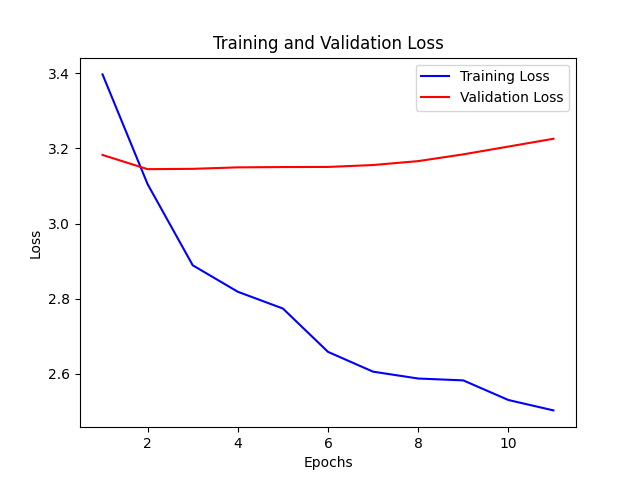 Training and Validation Loss
Training Loss
Validation Loss
3.4
3.2
3.0
2.8
2.6
Loss
2 4 6 8 10
Epochs